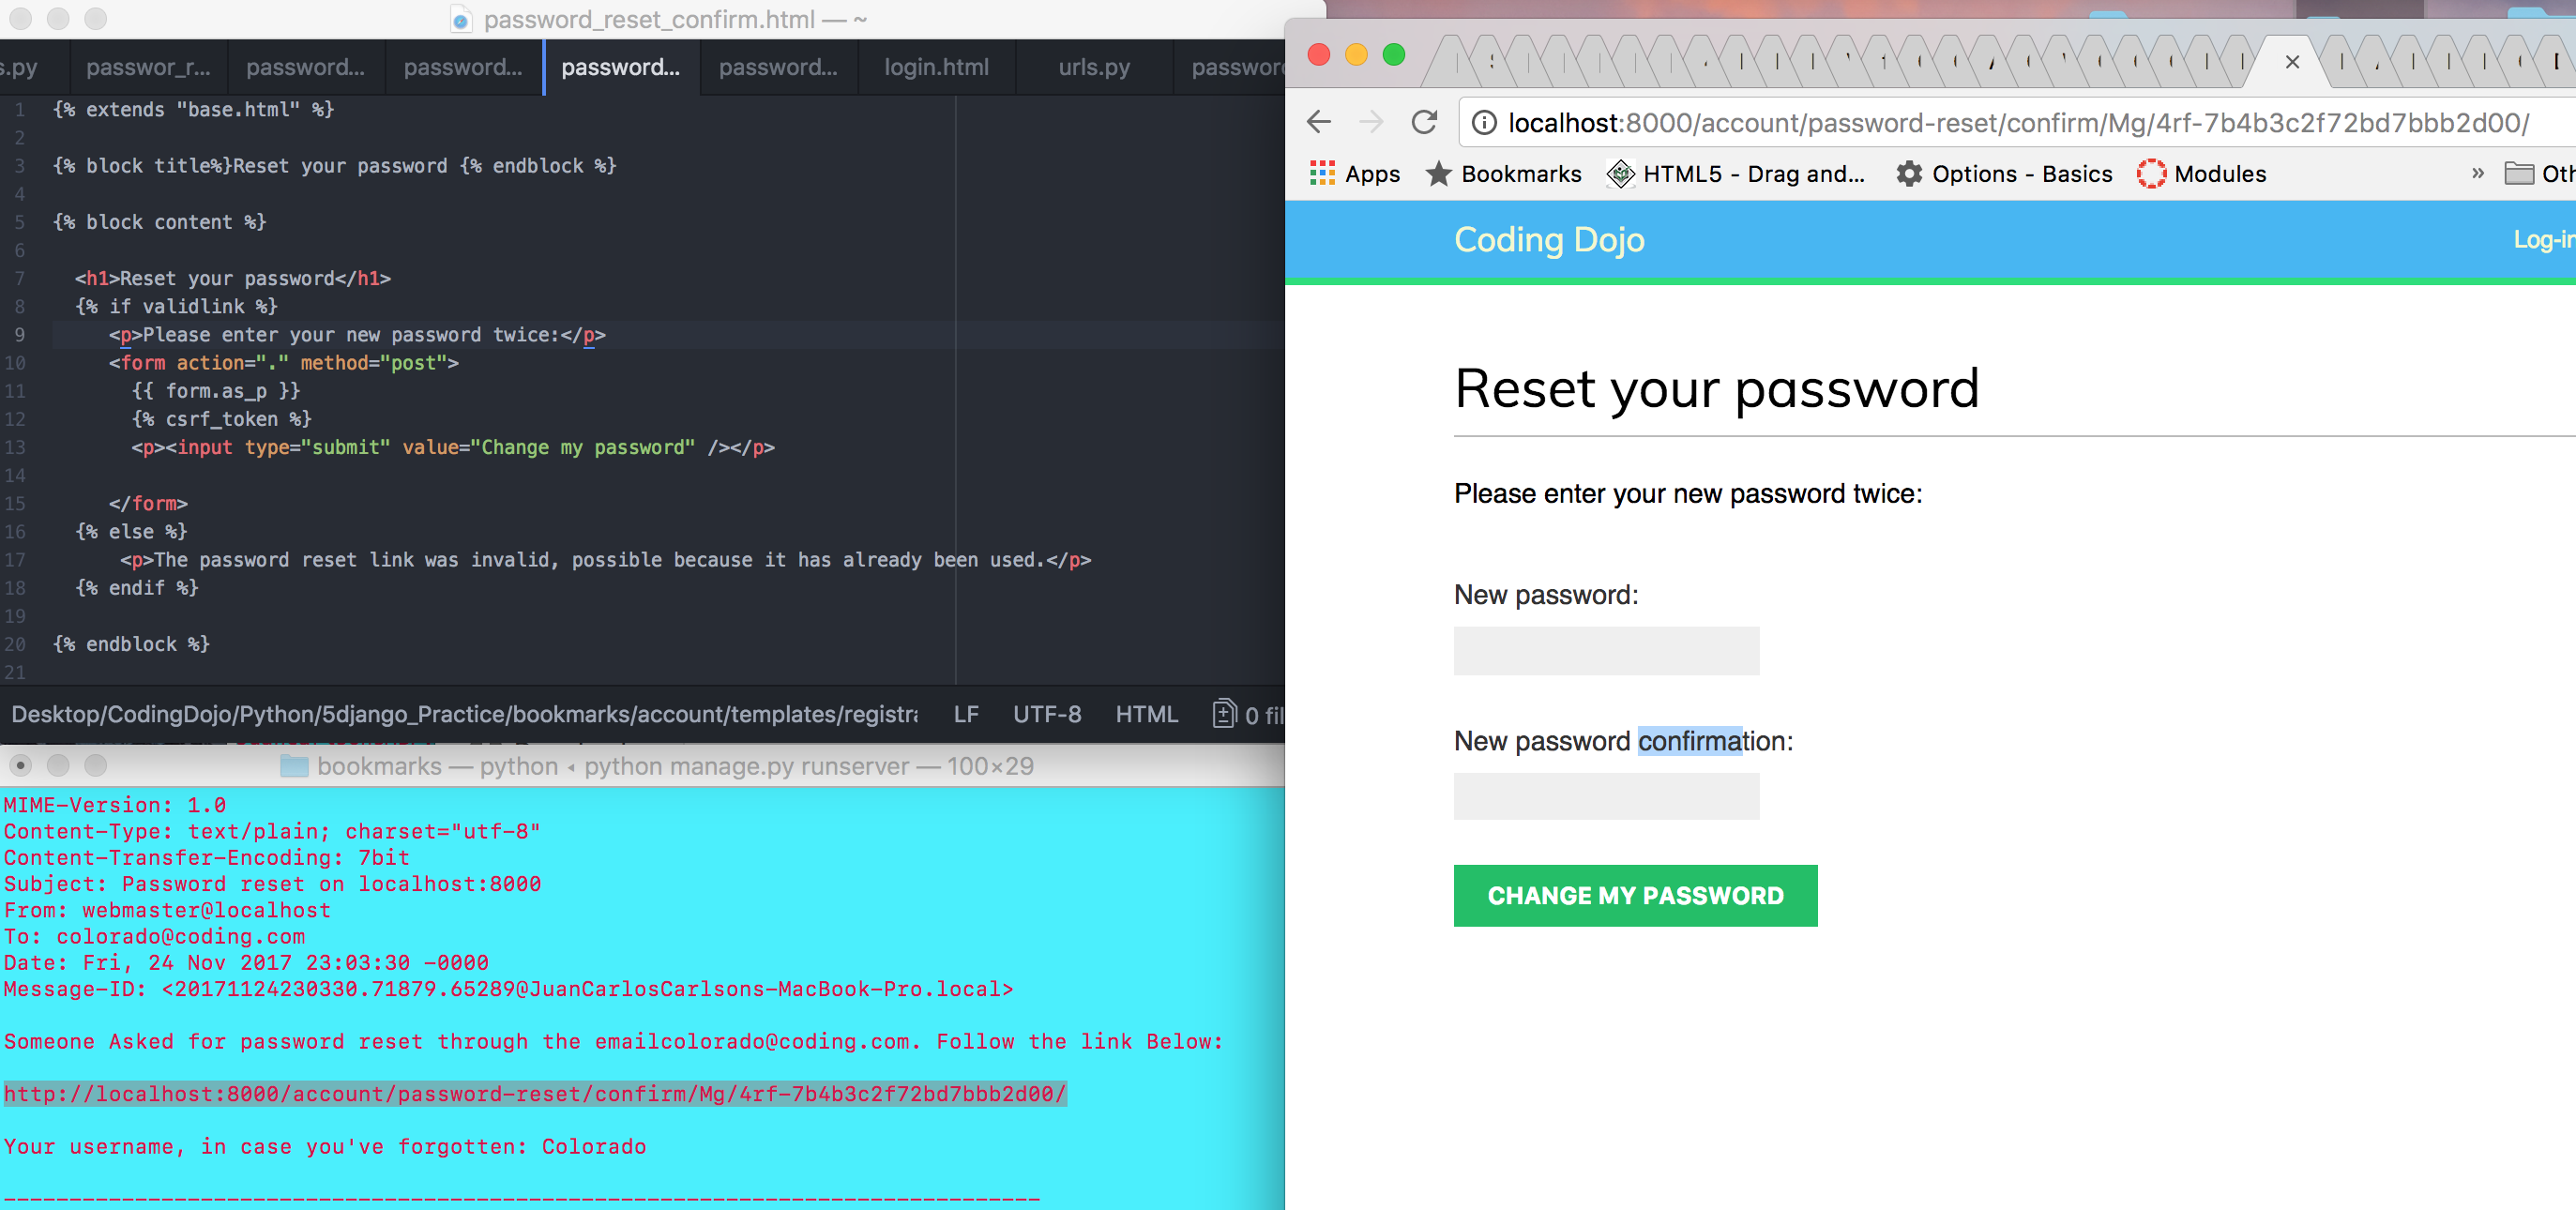 password_reset_confirm.html — ~
s.py
passwor_r...
password...
password...
password...
password...
login.html
urls.py
password
1 {% extends "base.html" %}
2
3 {% block title%}Reset your password {% endblock %}
4
5 {% block content %}
6
7 <h1>Reset your password</h1>
8 {% if validlink %}
9 <p>Please enter your new password twice:</p>
10 <form action="." method="post">
11 {{ form.as_p }}
12 {% csrf_token %}
13 <p><input type="submit" value="Change my password" /></p>
14
15 </form>
16 {% else %}
17 <p>The password reset link was invalid, possible because it has already been used.</p>
18 {% endif %}
19
20 {% endblock %}
21
Desktop/CodingDojo/Python/5django_Practice/bookmarks/account/templates/registra LF UTF-8 HTML 0 fil
bookmarks — python ◂ python manage.py runserver — 100×29
MIME-Version: 1.0
Content-Type: text/plain; charset="utf-8"
Content-Transfer-Encoding: 7bit
Subject: Password reset on localhost:8000
From: webmaster@localhost
To: colorado@coding.com
Date: Fri, 24 Nov 2017 23:03:30 -0000
Message-ID: <20171124230330.71879.65289@JuanCarlosCarlsons-MacBook-Pro.local>
Someone Asked for password reset through the emailcolorado@coding.com. Follow the link Below:
http://localhost:8000/account/password-reset/confirm/Mg/4rf-7b4b3c2f72bd7bbb2d00/
Your username, in case you've forgotten: Colorado
-------------------------------------------------------------------------------
localhost:8000/account/password-reset/confirm/Mg/4rf-7b4b3c2f72bd7bbb2d00/
Apps Bookmarks HTML5 - Drag and... Options - Basics Modules » Oth
Coding Dojo Log-in
Reset your password
Please enter your new password twice:
New password:
New password confirmation:
CHANGE MY PASSWORD